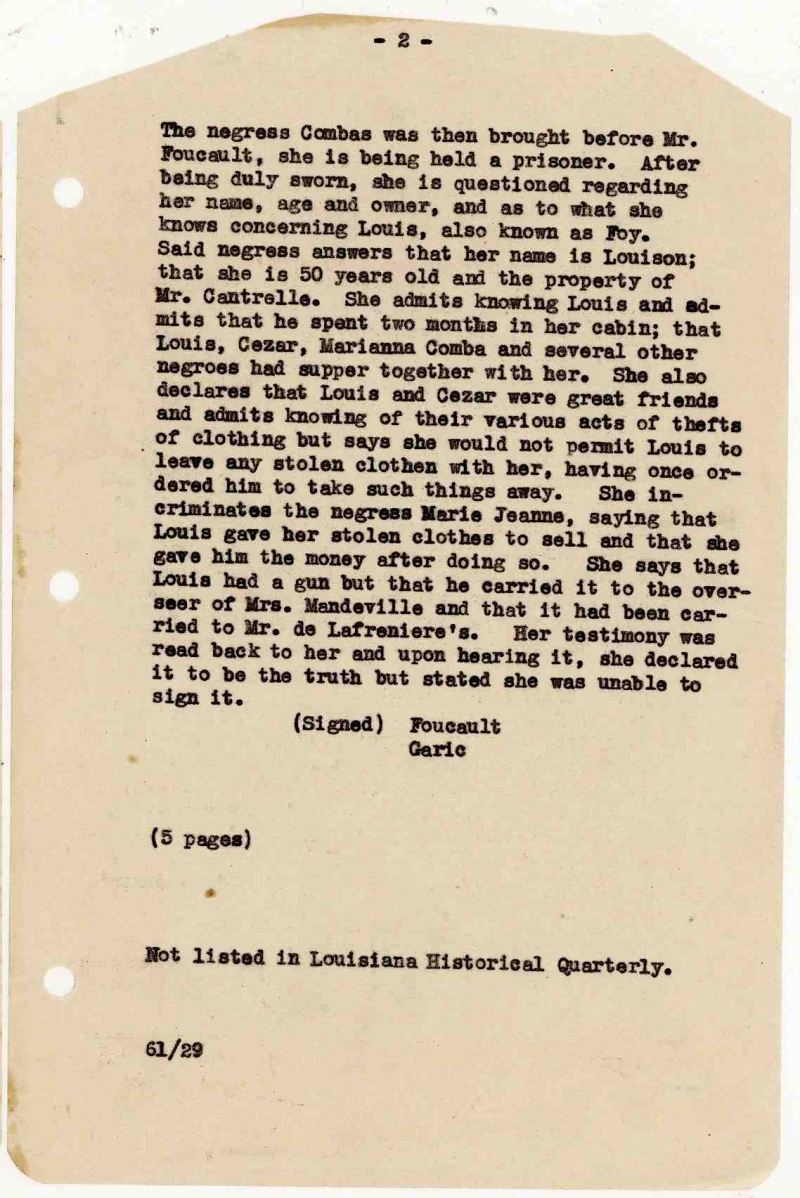 - 2 -
The negress Combas was then brought before Mr.
Foucault, she is being held a prisoner. After
being duly sworn, she is questioned regarding
her name, age and owner, and as to what she
knows concerning Louis, also known as Foy.
Said negress answers that her name is Louison;
that she is 50 years old and the property of
Mr. Cantrelle. She admits knowing Louis and ad-
mits that he spent two months in her cabin; that
Louis, Cezar, Marianna Comba and several other
negroes had supper together with her. She also
declares that Louis and Cezar were great friends
and admits knowing of their various acts of thefts
of clothing but says she would not permit Louis to
leave any stolen clothen with her, having once or-
dered him to take such things away. She in-
criminates the negress Marie Jeanne, saying that
Louis gave her stolen clothes to sell and that she
gave him the money after doing so. She says that
Louis had a gun but that he carried it to the over-
seer of Mrs. Mandeville and that it had been car-
ried to Mr. de Lafreniere's. Her testimony was
read back to her and upon hearing it, she declared
it to be the truth but stated she was unable to
sign it.
(Signed) Foucault
Garic
(5 pages)
Not listed in Louisiana Historical Quarterly.
61/29